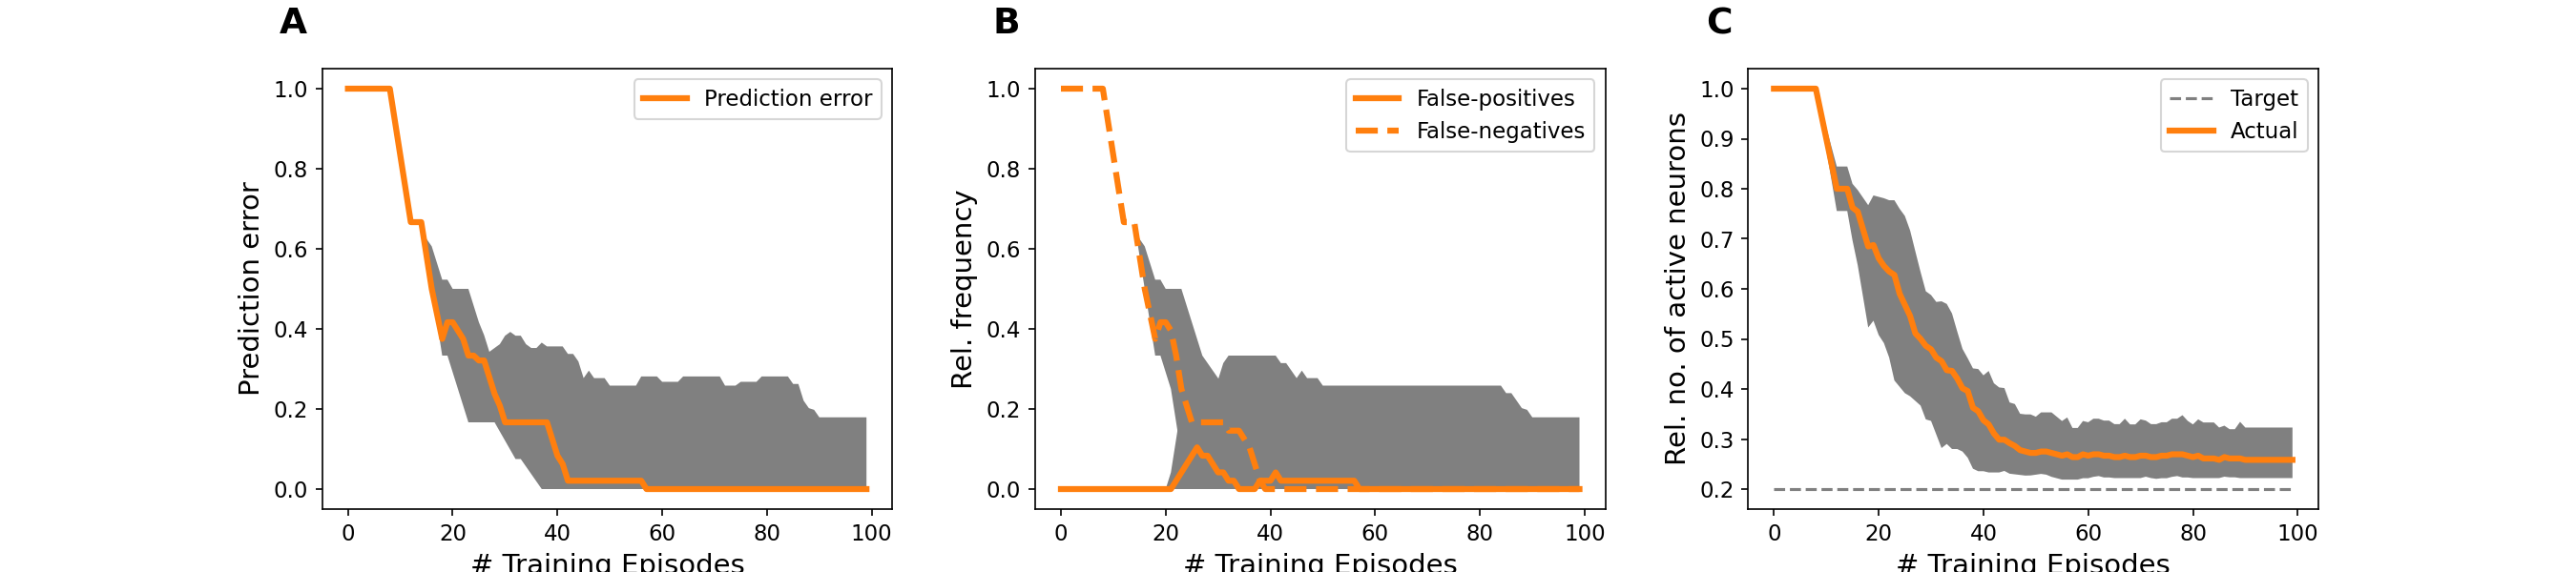 A
Prediction error
1.0
0.8
0.6
0.4
0.2
0.0
Prediction error
0
20
40
60
80
100
# Training Episodes
B
False-positives
False-negatives
1.0
0.8
0.6
0.4
0.2
0.0
Rel. frequency
0
20
40
60
80
100
# Training Episodes
C
Target
Actual
1.0
0.9
0.8
0.7
0.6
0.5
0.4
0.3
0.2
Rel. no. of active neurons
0
20
40
60
80
100
# Training Episodes